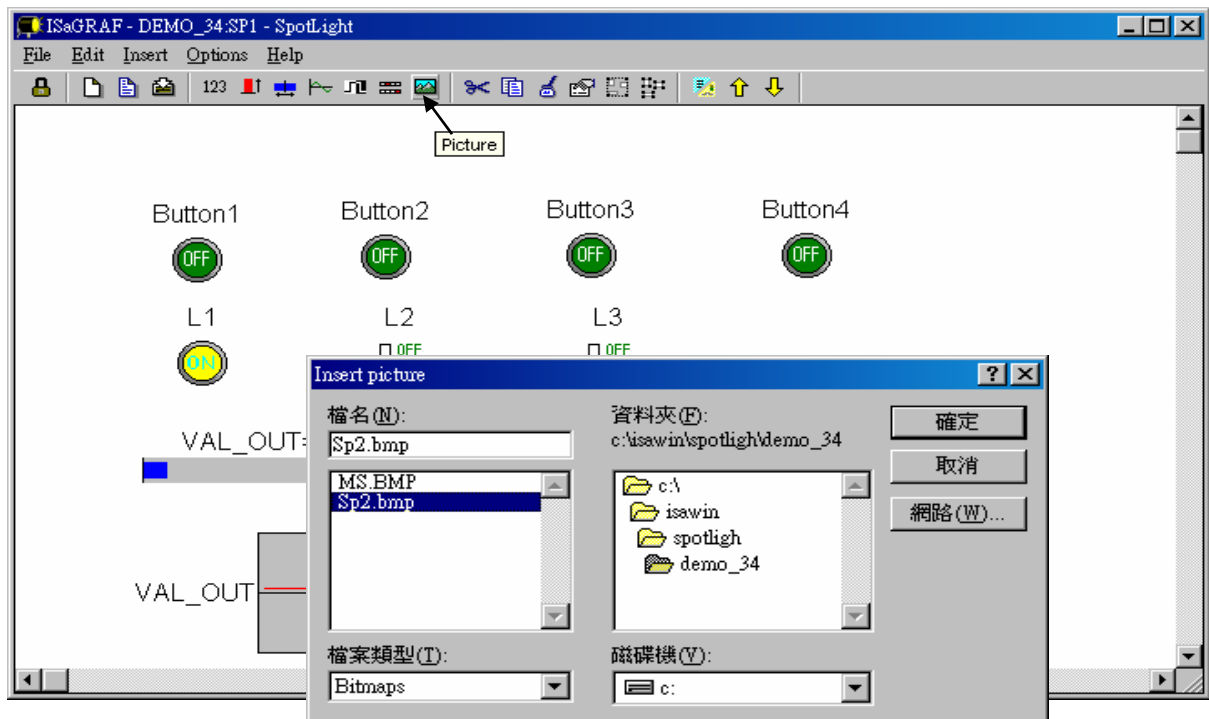 ISaGRAF - DEMO_34:SP1 - SpotLight
File Edit Insert Options Help
123
Picture
Button1 Button2 Button3 Button4
OFF OFF OFF OFF
L1 L2 L3
ON OFF OFF
Insert picture
檔名(N): 資料夾(F): 確定
Sp2.bmp c:\isawin\spotligh\demo_34
VAL_OUT= 取消
MS.BMP c:\
Sp2.bmp isawin 網路(W)...
spotligh
demo_34
VAL_OUT
檔案類型(T): 磁碟機(V):
Bitmaps c: